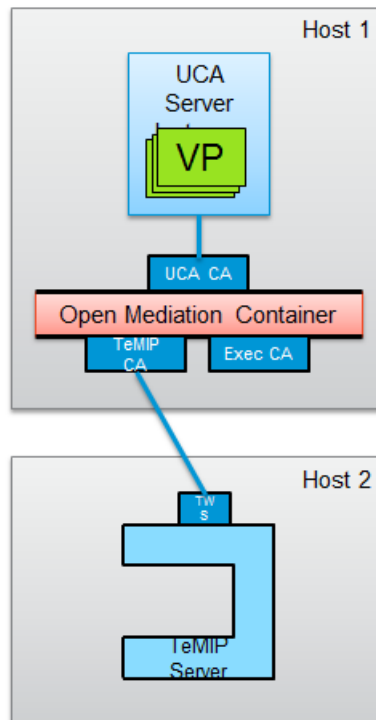 Host 1
UCA
Server
VP
UCA CA
Open Mediation Container
TeMIP
CA
Exec CA
Host 2
TW
S
TeMIP
Server